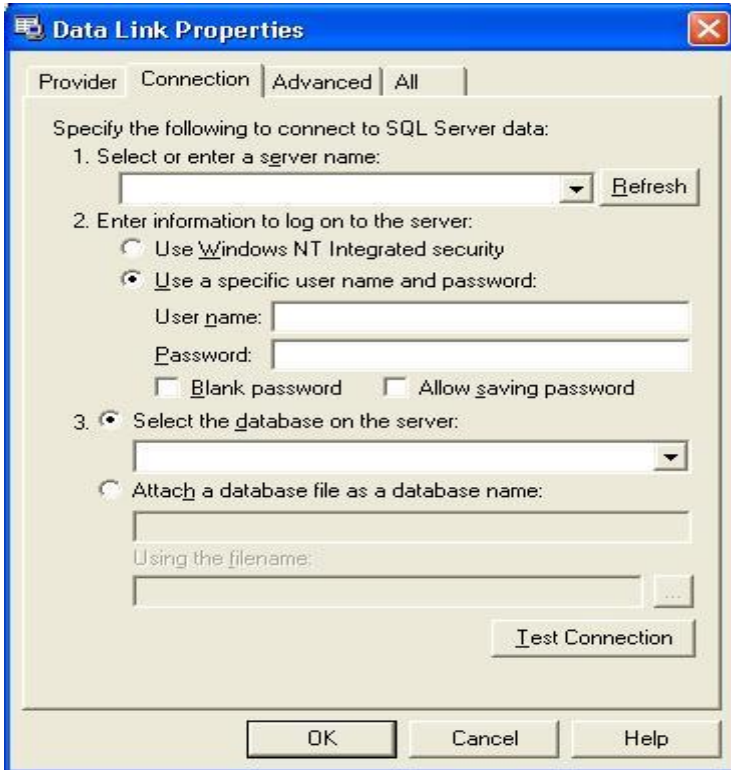 Data Link Properties
Provider Connection Advanced All
Specify the following to connect to SQL Server data:
1. Select or enter a server name:
Refresh
2. Enter information to log on to the server:
Use Windows NT Integrated security
Use a specific user name and password:
User name:
Password:
Blank password Allow saving password
3. Select the database on the server:
Attach a database file as a database name:
Using the filename:
...
Test Connection
OK Cancel Help